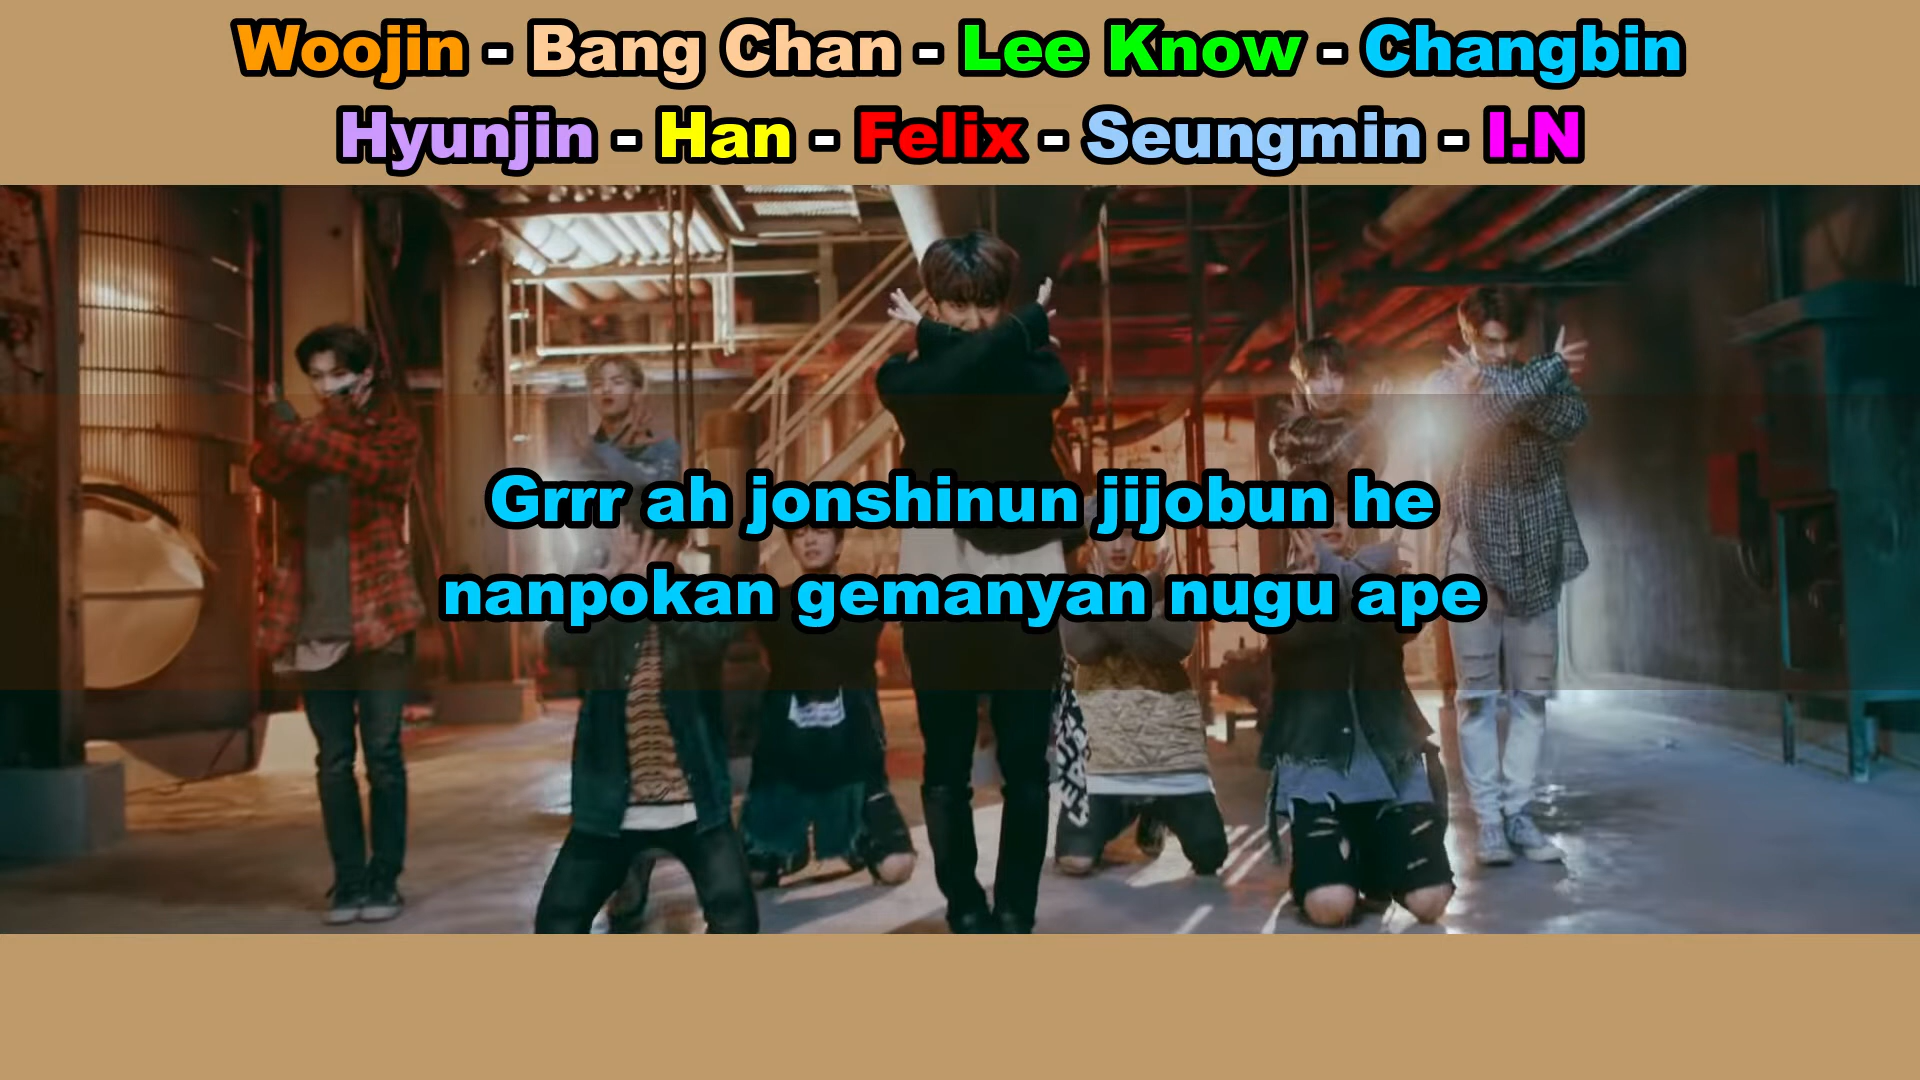 Woojin - Bang Chan - Lee Know - Changbin
Hyunjin - Han - Felix - Seungmin - I.N
Grrr ah jonshinun jijobun he
nanpokan gemanyan nugu ape